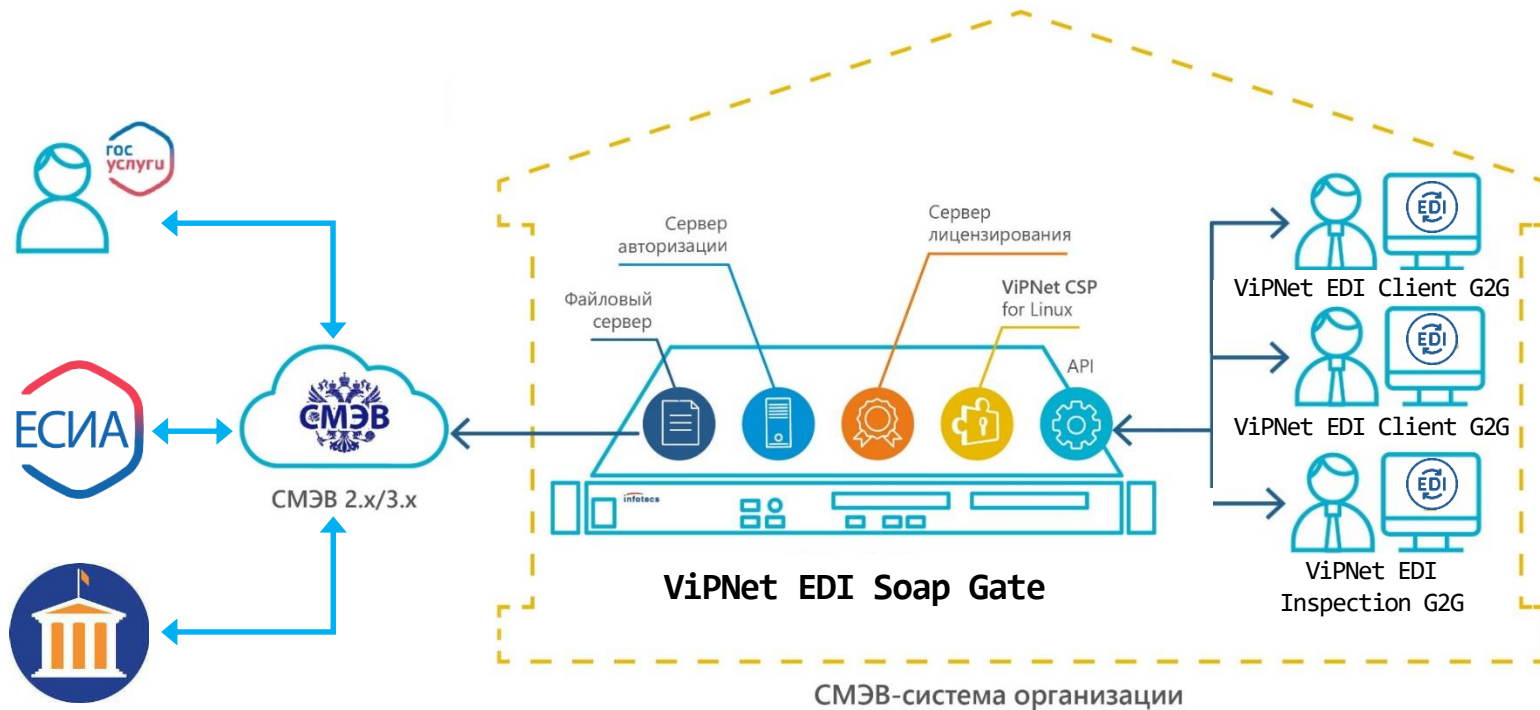 гос
услуги
ЕСИА
СМЭВ
СМЭВ 2.x/3.x
Файловый
сервер
Сервер
авторизации
Сервер
лицензирования
ViPNet CSP
for Linux
API
infotecs
ViPNet EDI Soap Gate
EDI
ViPNet EDI Client G2G
EDI
ViPNet EDI Client G2G
EDI
ViPNet EDI
Inspection G2G
СМЭВ-система организации